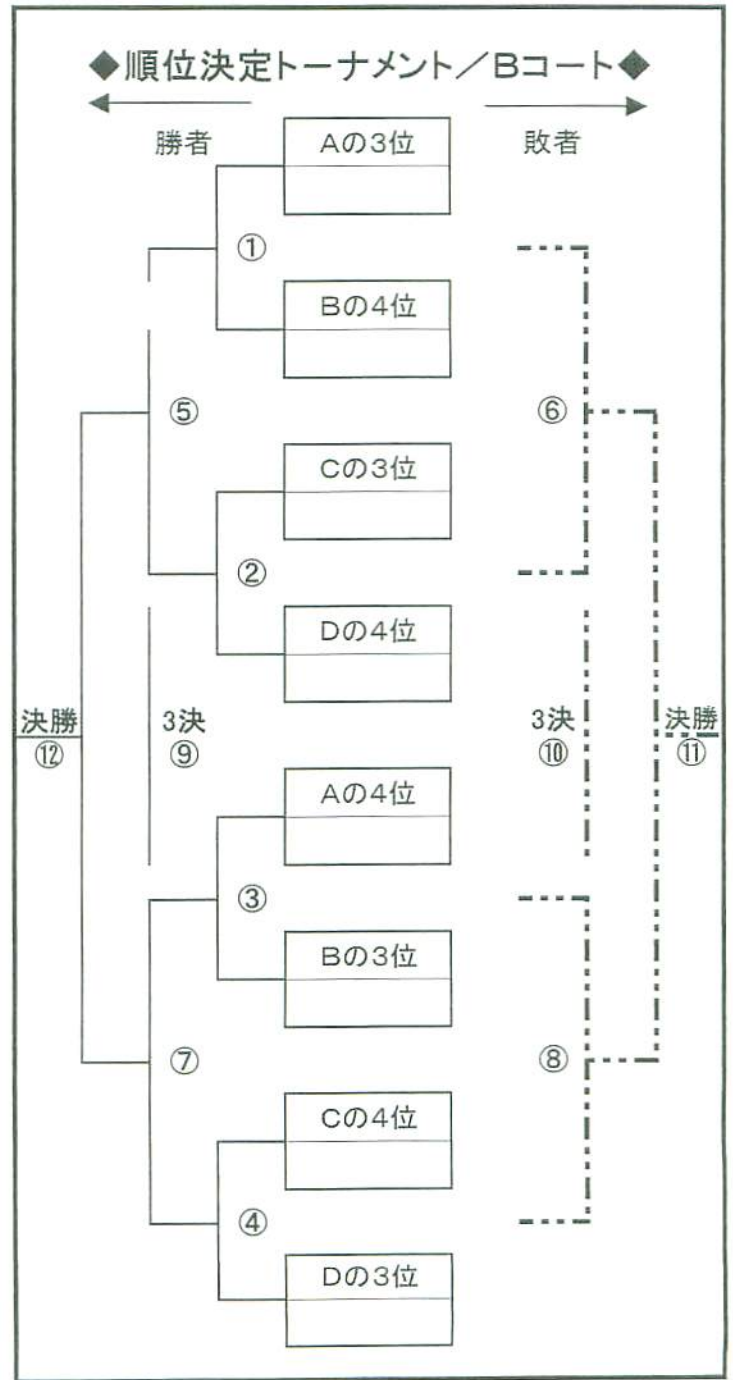 ◆順位決定トーナメント／Bコート◆
勝者
敗者
Aの3位
①
Bの4位
⑤
⑥
Cの3位
②
Dの4位
決勝
⑫
3決
⑨
3決
⑩
決勝
⑪
Aの4位
③
Bの3位
⑦
⑧
Cの4位
④
Dの3位